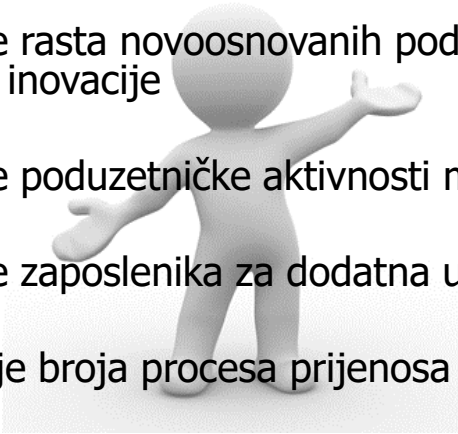 e rasta novoosnovanih pod
inovacije
e poduzetničke aktivnosti n
e zaposlenika za dodatna u
je broja procesa prijenosa